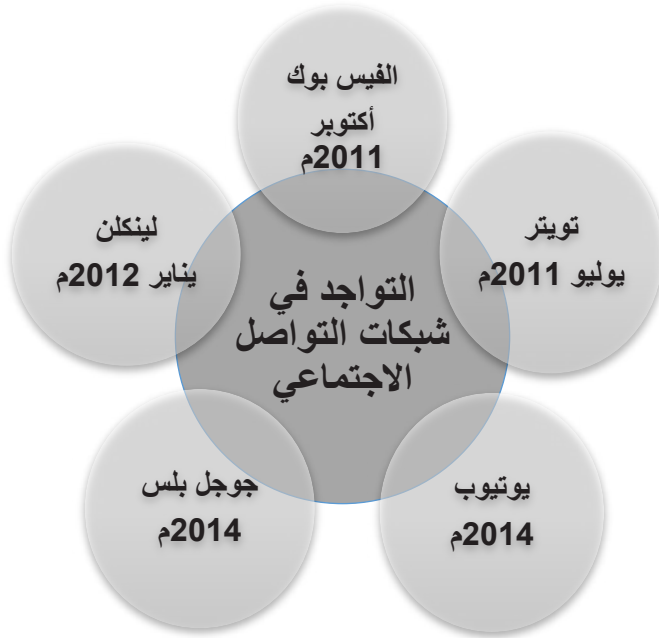 الفيس بوك
أكتوبر
2011م
تويتر
يوليو 2011م
يوتيوب
2014م
جوجل بلس
2014م
لينكلن
يناير 2012م
التواجد في
شبكات التواصل
الاجتماعي